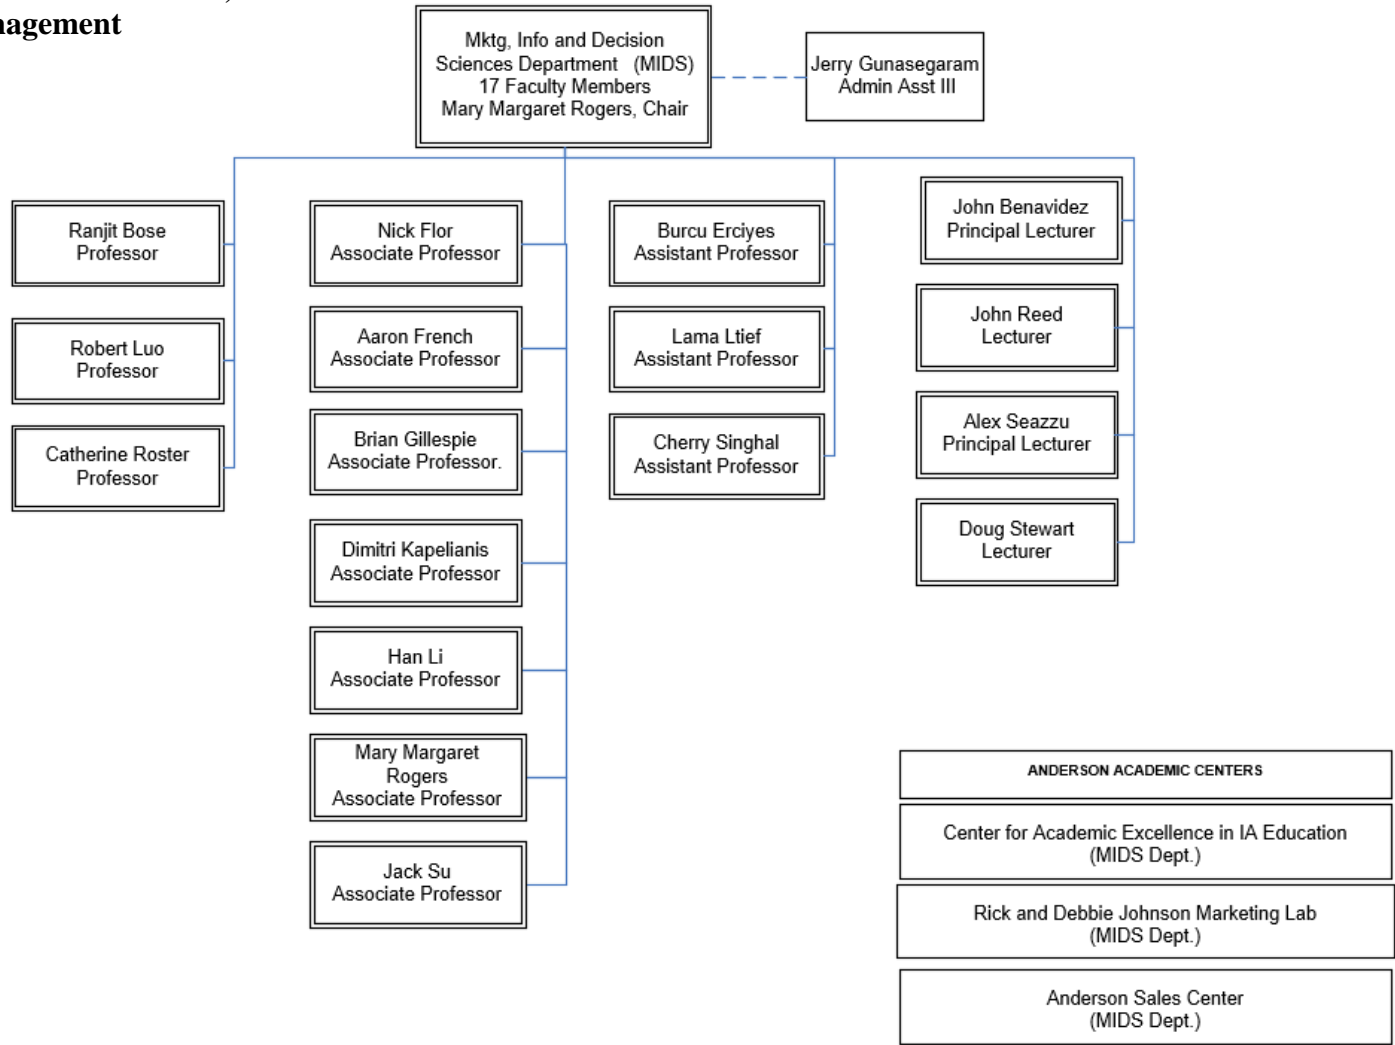 nagement
Mktg, Info and Decision
Sciences Department (MIDS)
17 Faculty Members
Mary Margaret Rogers, Chair
Jerry Gunasegaram
Admin Asst III
Ranjit Bose
Professor
Robert Luo
Professor
Catherine Roster
Professor
Nick Flor
Associate Professor
Aaron French
Associate Professor
Brian Gillespie
Associate Professor.
Dimitri Kapelianis
Associate Professor
Han Li
Associate Professor
Mary Margaret
Rogers
Associate Professor
Jack Su
Associate Professor
Burcu Erciyes
Assistant Professor
Lama Ltief
Assistant Professor
Cherry Singhal
Assistant Professor
John Benavidez
Principal Lecturer
John Reed
Lecturer
Alex Seazzu
Principal Lecturer
Doug Stewart
Lecturer
ANDERSON ACADEMIC CENTERS
Center for Academic Excellence in IA Education
(MIDS Dept.)
Rick and Debbie Johnson Marketing Lab
(MIDS Dept.)
Anderson Sales Center
(MIDS Dept.)